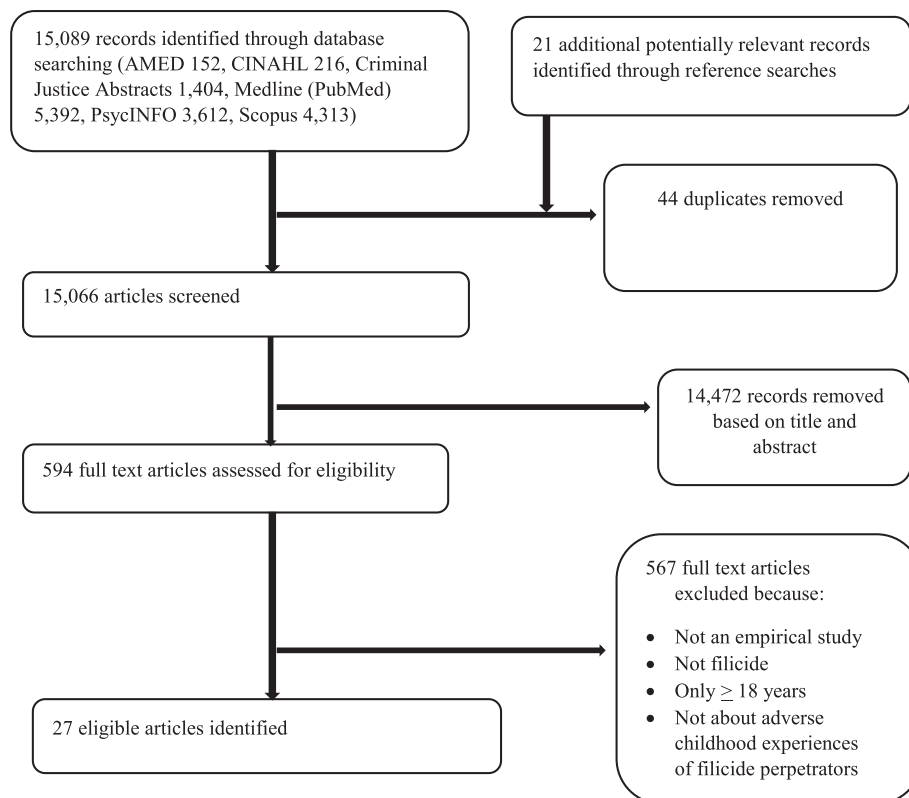 15,089 records identified through database
searching (AMED 152, CINAHL 216, Criminal
Justice Abstracts 1,404, Medline (PubMed)
5,392, PsycINFO 3,612, Scopus 4,313)
21 additional potentially relevant records
identified through reference searches
44 duplicates removed
15,066 articles screened
14,472 records removed
based on title and
abstract
594 full text articles assessed for eligibility
567 full text articles
excluded because:
• Not an empirical study
• Not filicide
• Only ≥ 18 years
• Not about adverse
childhood experiences
of filicide perpetrators
27 eligible articles identified